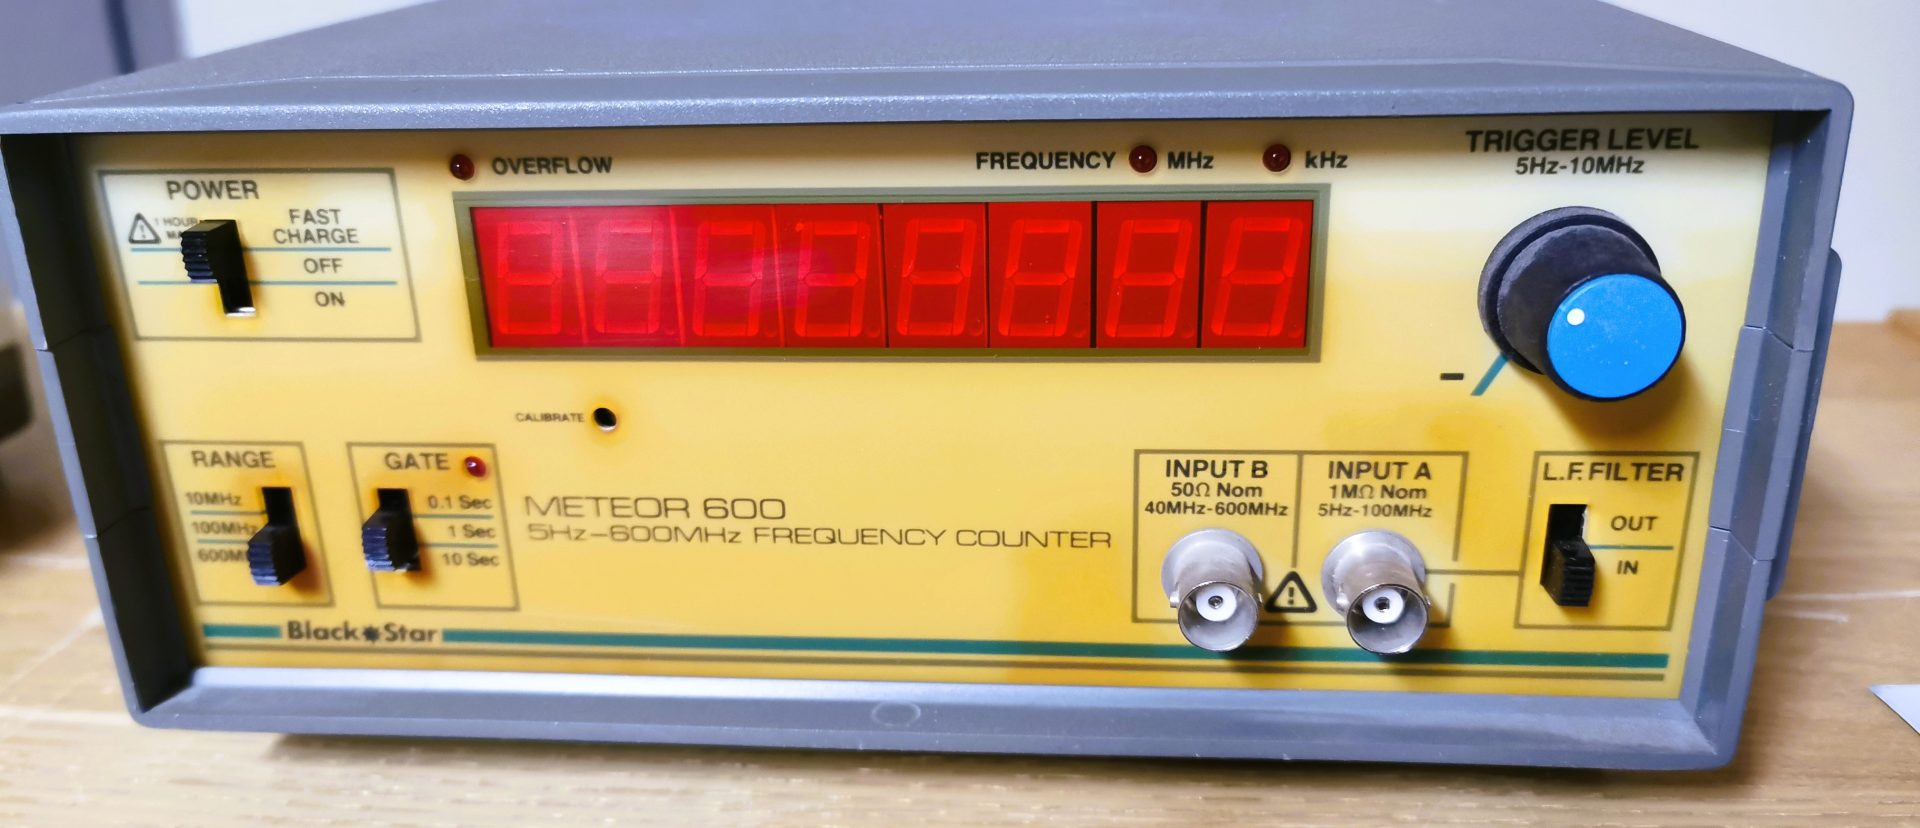 OVERFLOW
FREQUENCY MHz kHz
TRIGGER LEVEL
5Hz-10MHz
POWER
1 HOUR
FAST
CHARGE
OFF
ON
-
CALIBRATE
RANGE
10MHz
100MHz
GATE
0.1 Sec
1 Sec
10 Sec
METEOR 600
5Hz-600MHz FREQUENCY COUNTER
INPUT B
50Ω Nom
40MHz-600MHz
INPUT A
1MΩ Nom
5Hz-100MHz
L.F. FILTER
OUT
IN
Black Star